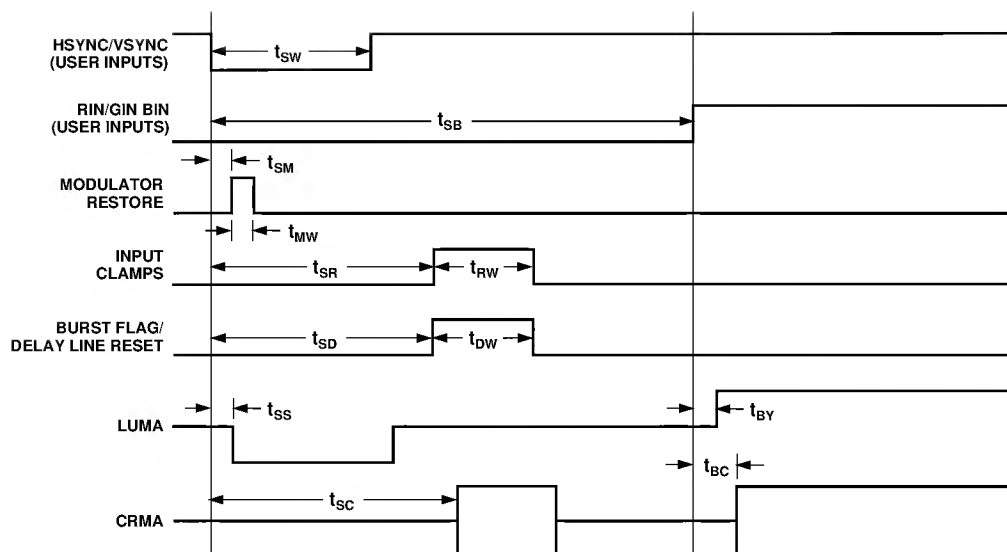 HSYNC/VSYNC
(USER INPUTS)
tSW
RIN/GIN BIN
(USER INPUTS)
tSB
tSM
MODULATOR
RESTORE
tMW
INPUT
CLAMPS
tSR
tRW
BURST FLAG/
DELAY LINE RESET
tSD
tDW
tSS
LUMA
tBY
tBC
tSC
CRMA